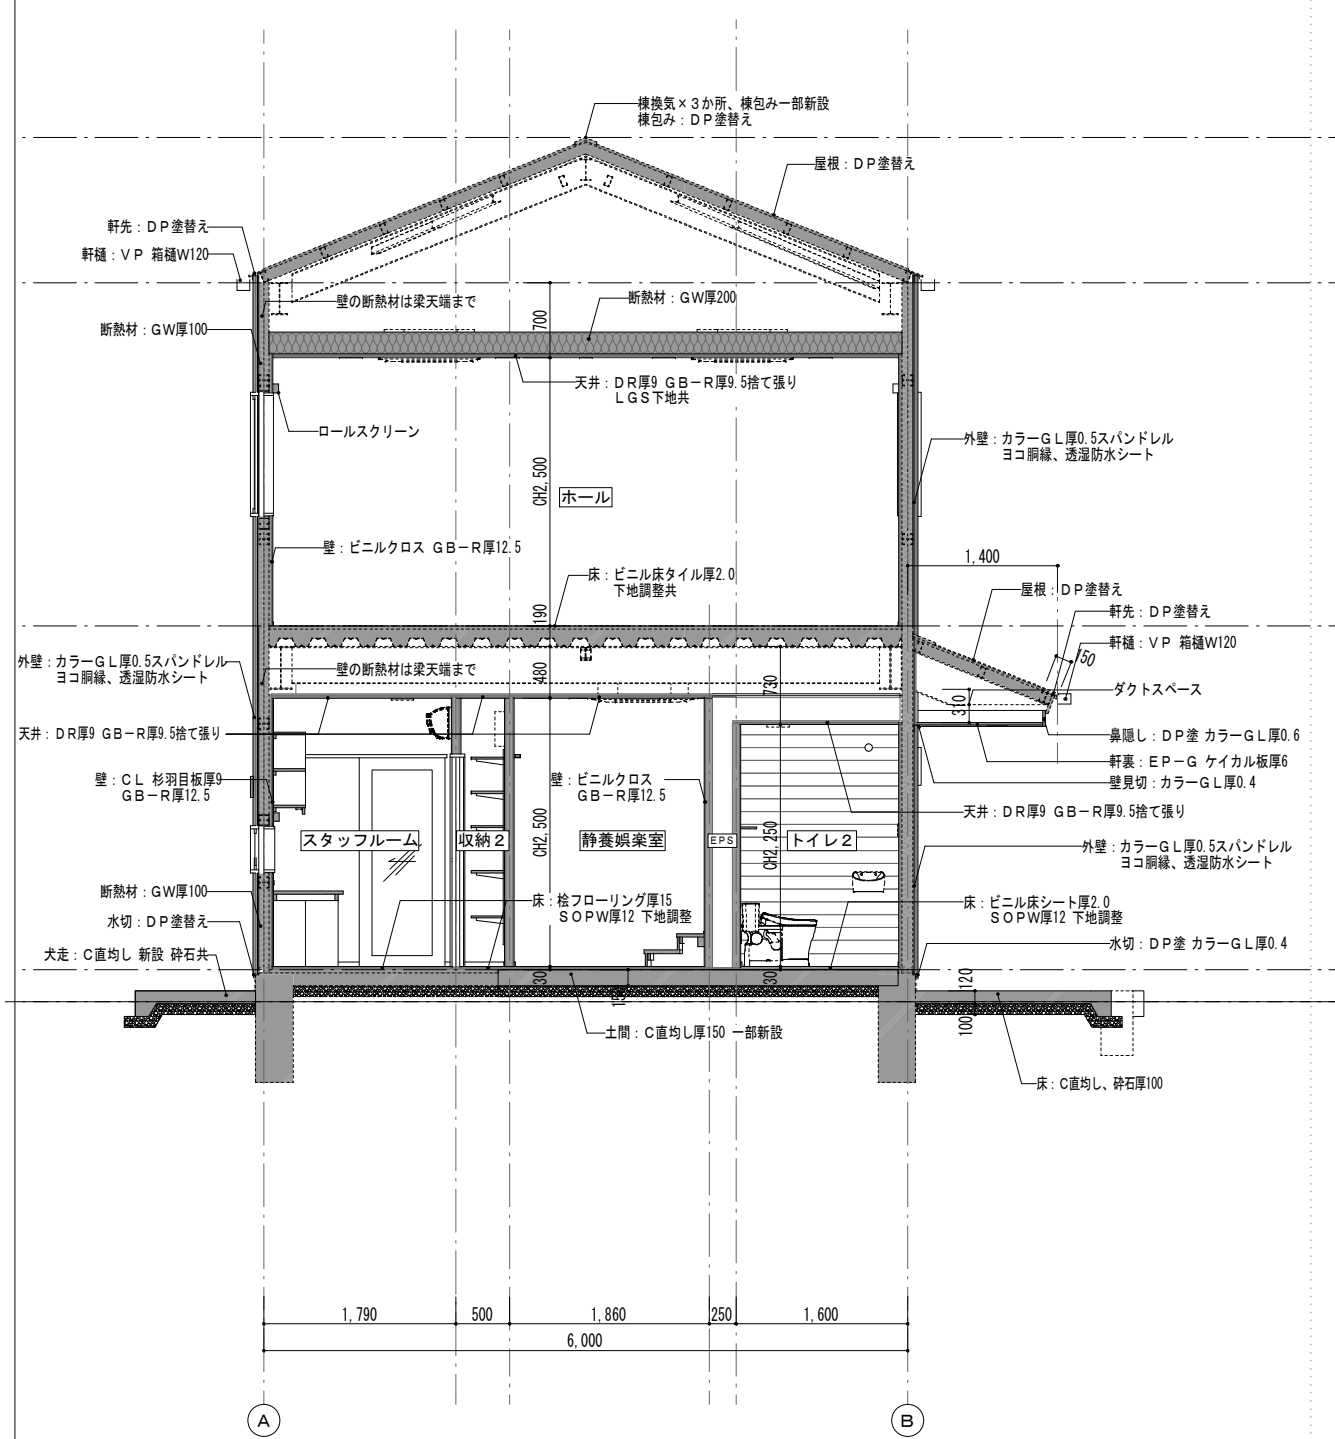 棟換気×3か所、棟包み一部新設
棟包み：DP塗替え
屋根：DP塗替え
軒先：DP塗替え
軒樋：VP 箱樋W120
壁の断熱材は梁天端まで
断熱材：GW厚200
断熱材：GW厚100
700
天井：DR厚9 GB－R厚9.5捨て張り
LGS下地共
ロールスクリーン
外壁：カラーGL厚0.5スパンドレル
ヨコ胴縁、透湿防水シート
CH2,500
ホール
壁：ビニルクロス GB－R厚12.5
1,400
床：ビニル床タイル厚2.0
下地調整共
屋根：DP塗替え
190
軒先：DP塗替え
軒樋：VP 箱樋W120
外壁：カラーGL厚0.5スパンドレル
ヨコ胴縁、透湿防水シート
壁の断熱材は梁天端まで
480
730
150
ダクトスペース
310
天井：DR厚9 GB－R厚9.5捨て張り
鼻隠し：DP塗 カラーGL厚0.6
軒裏：EP－G ケイカル板厚6
壁：CL 杉羽目板厚9
GB－R厚12.5
壁：ビニルクロス
GB－R厚12.5
壁見切：カラーGL厚0.4
天井：DR厚9 GB－R厚9.5捨て張り
スタッフルーム
収納2
CH2,500
静養娯楽室
EPS
CH2,250
トイレ2
外壁：カラーGL厚0.5スパンドレル
ヨコ胴縁、透湿防水シート
断熱材：GW厚100
床：桧フローリング厚15
SOPW厚12 下地調整
床：ビニル床シート厚2.0
SOPW厚12 下地調整
水切：DP塗替え
水切：DP塗 カラーGL厚0.4
犬走：C直均し 新設 砕石共
30
30
120
100
土間：C直均し厚150 一部新設
床：C直均し、砕石厚100
1,790
500
1,860
250
1,600
6,000
A
B